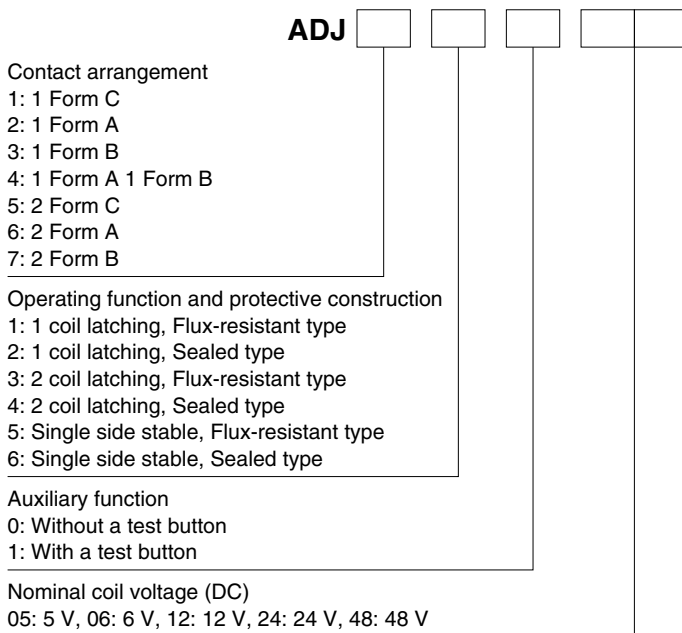 ADJ
Contact arrangement
1: 1 Form C
2: 1 Form A
3: 1 Form B
4: 1 Form A 1 Form B
5: 2 Form C
6: 2 Form A
7: 2 Form B
Operating function and protective construction
1: 1 coil latching, Flux-resistant type
2: 1 coil latching, Sealed type
3: 2 coil latching, Flux-resistant type
4: 2 coil latching, Sealed type
5: Single side stable, Flux-resistant type
6: Single side stable, Sealed type
Auxiliary function
0: Without a test button
1: With a test button
Nominal coil voltage (DC)
05: 5 V, 06: 6 V, 12: 12 V, 24: 24 V, 48: 48 V